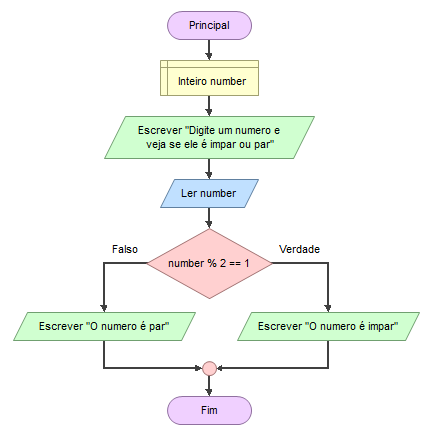 Principal
Inteiro number
Escrever "Digite um numero e
veja se ele é impar ou par"
Ler number
Falso
Verdade
number % 2 == 1
Escrever "O numero é par"
Escrever "O numero é impar"
Fim